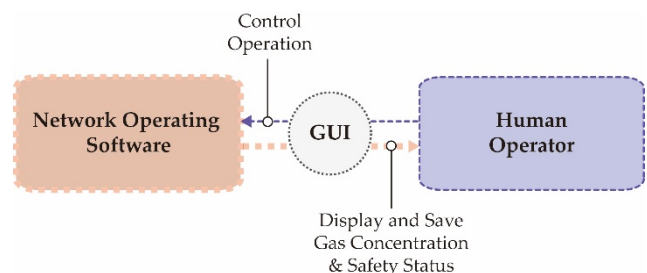 Control
Operation
Network Operating
Software
GUI
Human
Operator
Display and Save
Gas Concentration
& Safety Status